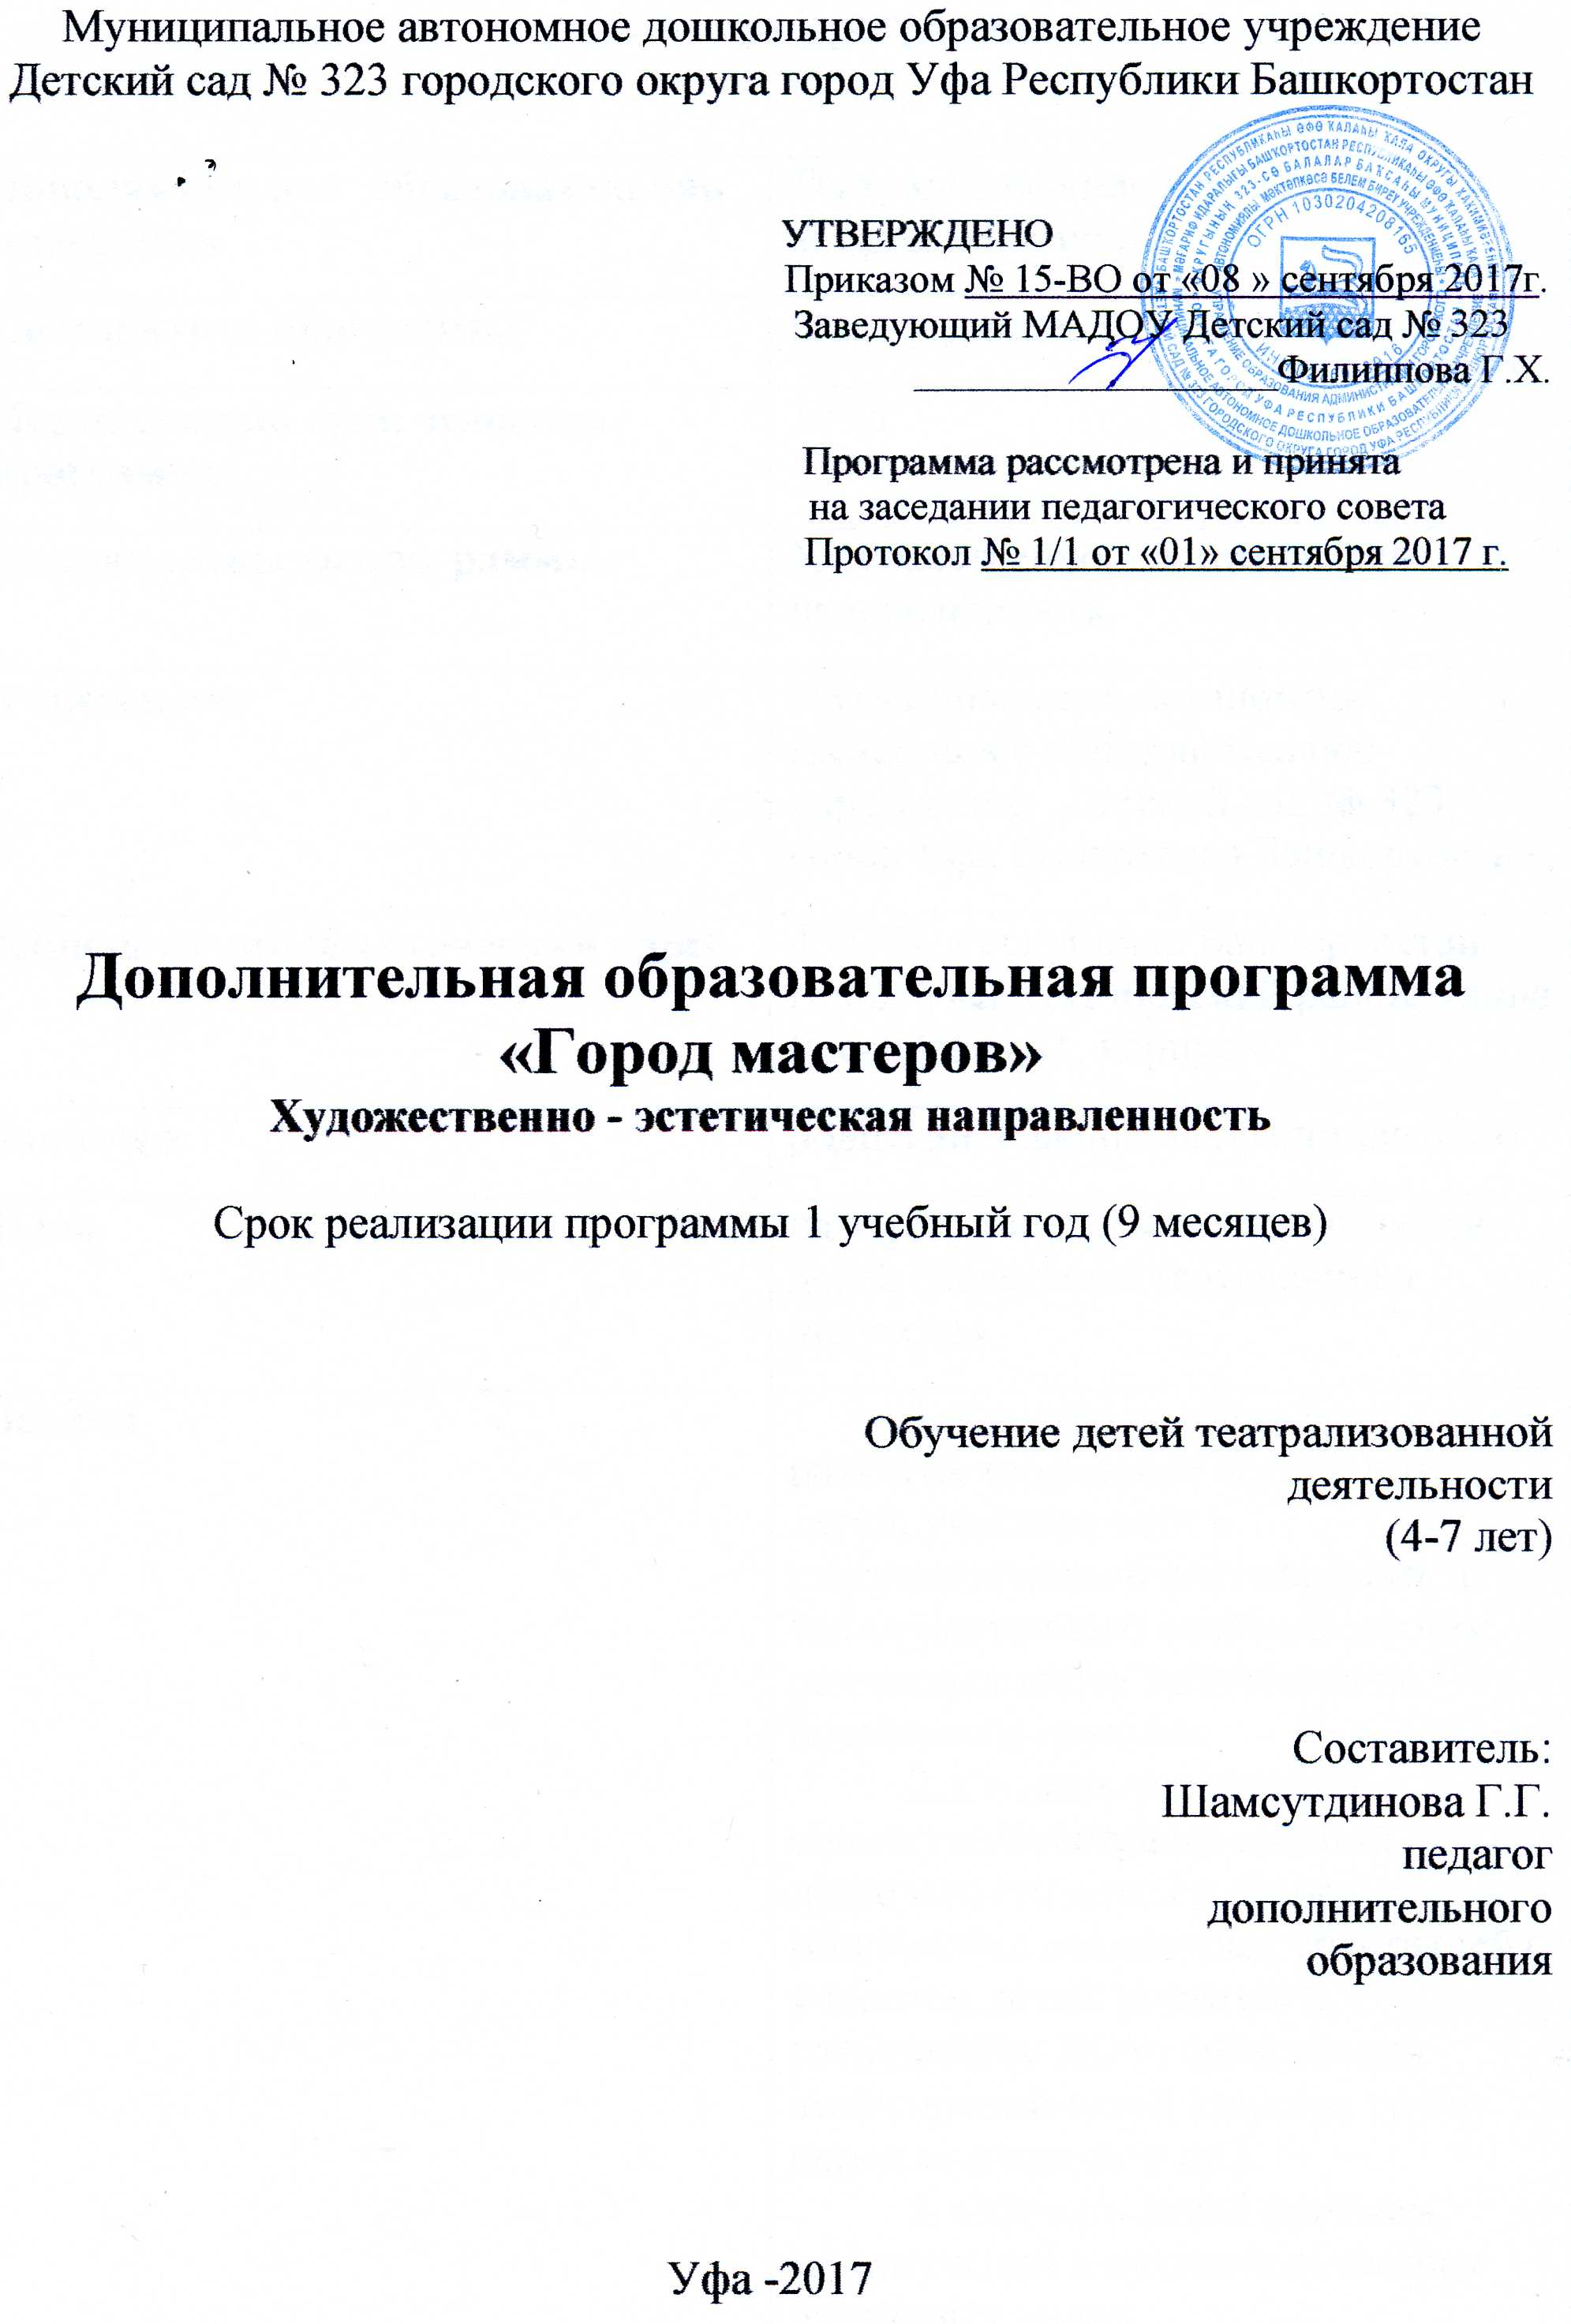 Муниципальное автономное дошкольное образовательное учреждение
Детский сад № 323 городского округа город Уфа Республики Башкортостан
УТВЕРЖДЕНО
Приказом № 15-ВО от «08 » сентября 2017г.
Заведующий МАДОУ Детский сад № 323
Филиппова Г.Х.
ОГРН 1030204208165
Программа рассмотрена и принята
на заседании педагогического совета
Протокол № 1/1 от «01» сентября 2017 г.
Дополнительная образовательная программа
«Город мастеров»
Художественно - эстетическая направленность
Срок реализации программы 1 учебный год (9 месяцев)
Обучение детей театрализованной
деятельности
(4-7 лет)
Составитель:
Шамсутдинова Г.Г.
педагог
дополнительного
образования
Уфа -2017